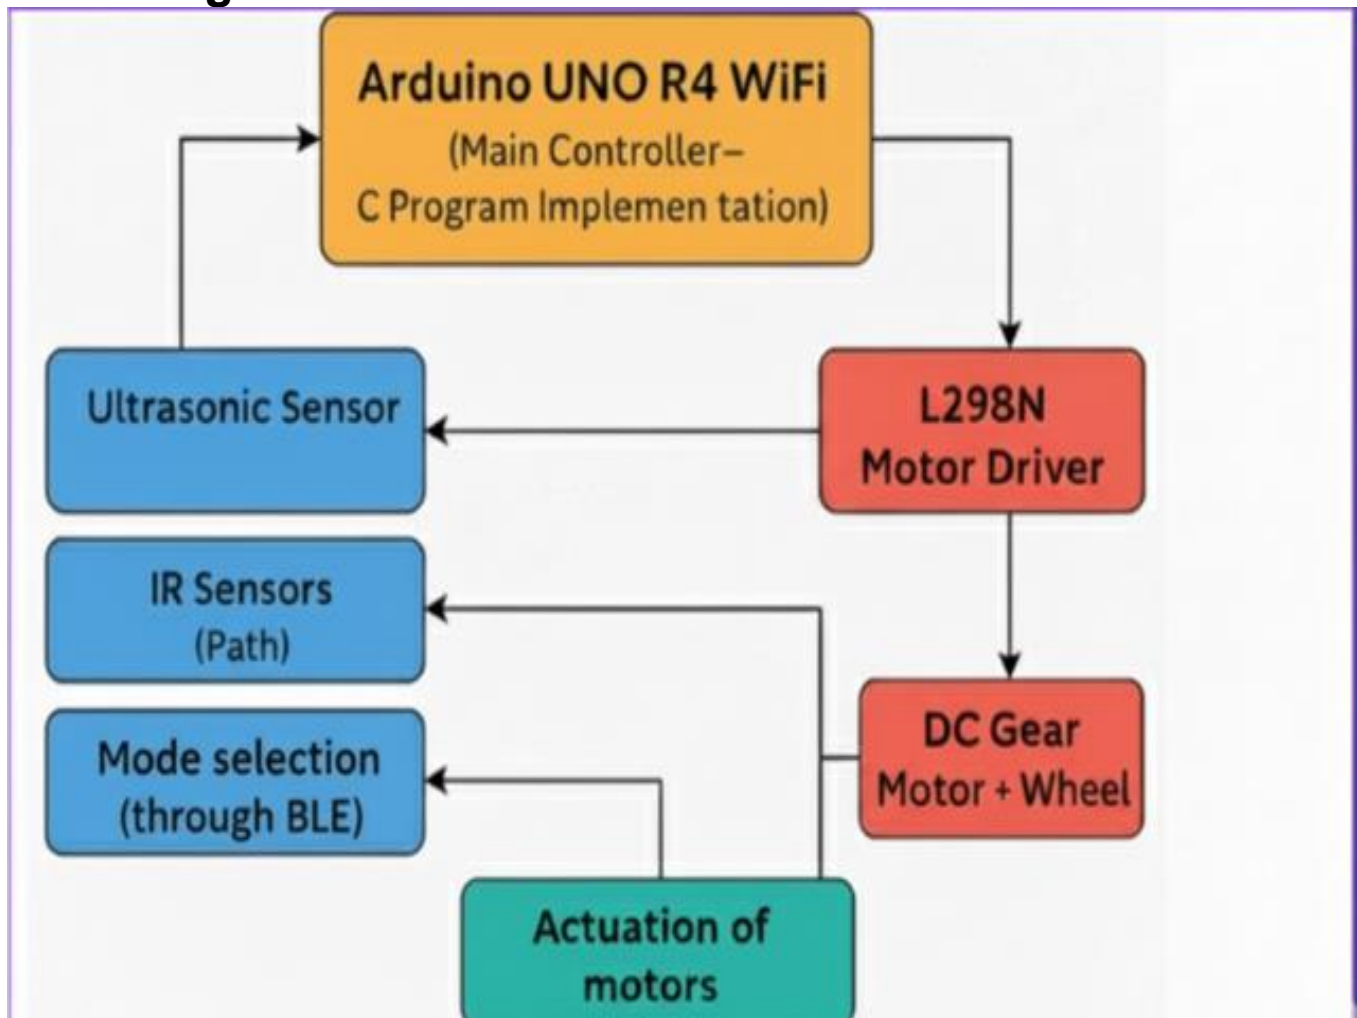 Arduino UNO R4 WiFi
(Main Controller–
C Program Implemen tation)
Ultrasonic Sensor
L298N
Motor Driver
IR Sensors
(Path)
DC Gear
Motor + Wheel
Mode selection
(through BLE)
Actuation of
motors